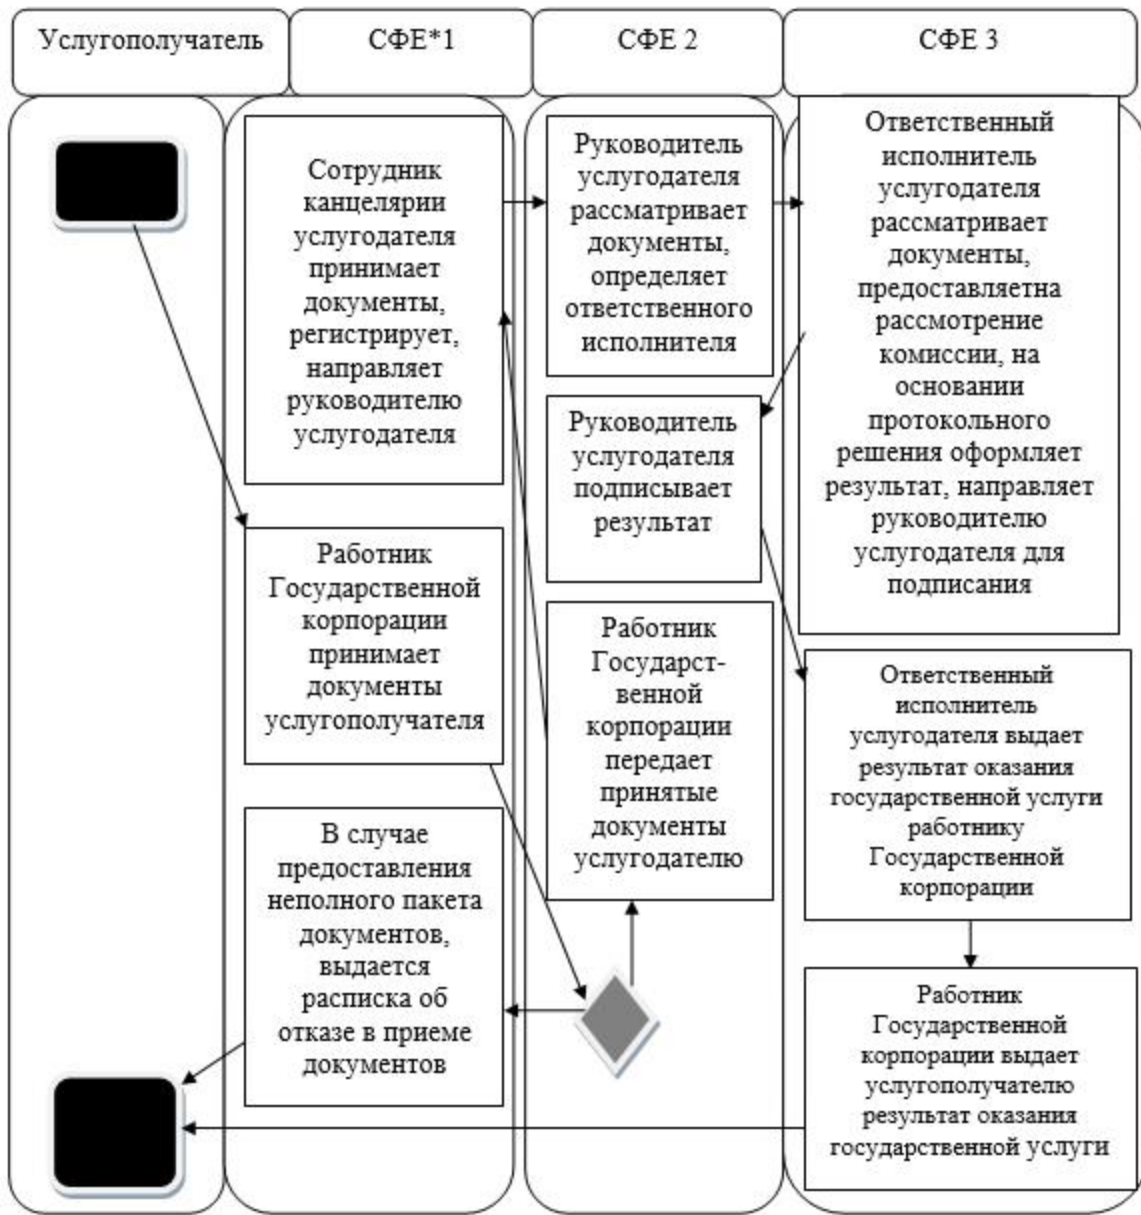 Услугополучатель
СФЕ*1
СФЕ 2
СФЕ 3
Сотрудник
канцелярии
услугодателя
принимает
документы,
регистрирует,
направляет
руководителю
услугодателя
Работник
Государственной
корпорации
принимает
документы
услугополучателя
В случае
предоставления
неполного пакета
документов,
выдается
расписка об
отказе в приеме
документов
Руководитель
услугодателя
рассматривает
документы,
определяет
ответственного
исполнителя
Руководитель
услугодателя
подписывает
результат
Работник
Государст-
венной
корпорации
передает
принятые
документы
услугодателю
Ответственный
исполнитель
услугодателя
рассматривает
документы,
предоставляетна
рассмотрение
комиссии, на
основании
протокольного
решения оформляет
результат, направляет
руководителю
услугодателя для
подписания
Ответственный
исполнитель
услугодателя выдает
результат оказания
государственной услуги
работнику
Государственной
корпорации
Работник
Государственной
корпорации выдает
услугополучателю
результат оказания
государственной услуги